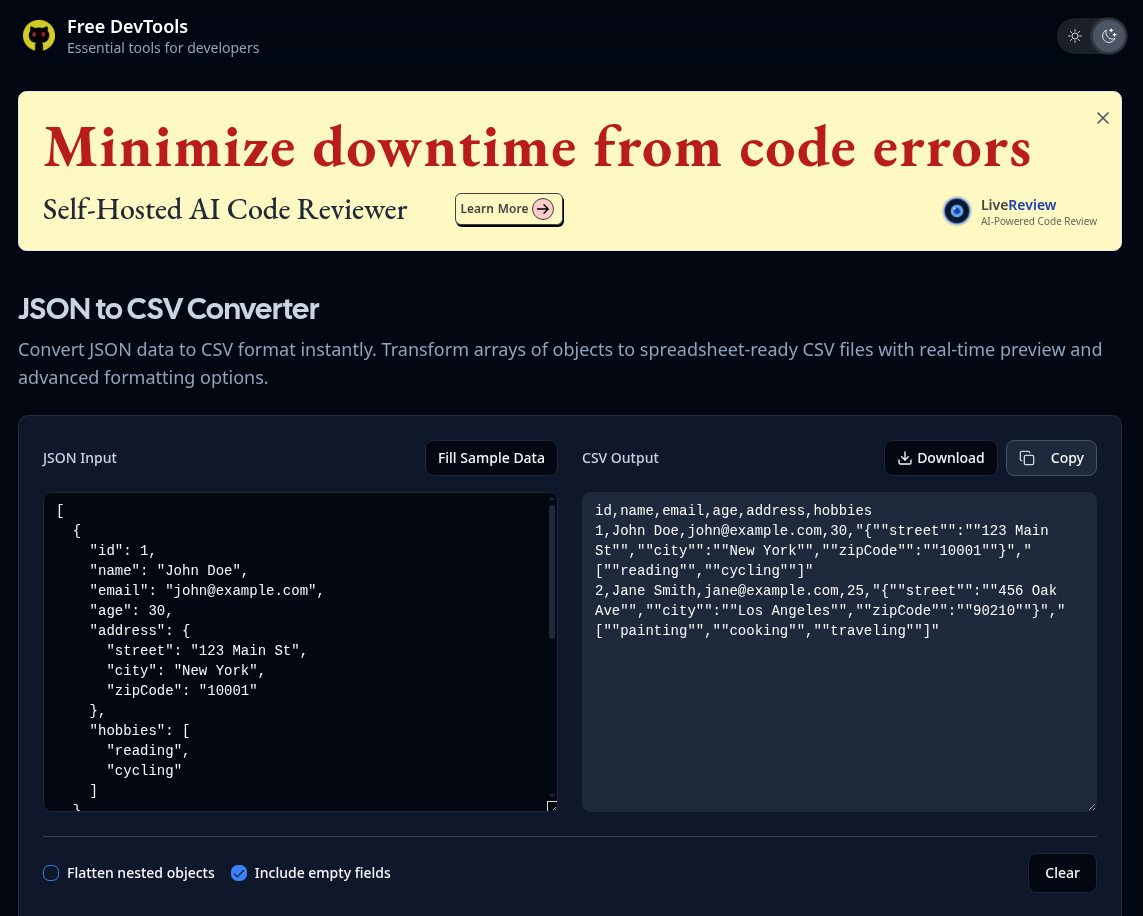 Free DevTools
Essential tools for developers
Minimize downtime from code errors
Self-Hosted AI Code Reviewer
Learn More
LiveReview
AI-Powered Code Review
JSON to CSV Converter
Convert JSON data to CSV format instantly. Transform arrays of objects to spreadsheet-ready CSV files with real-time preview and
advanced formatting options.
JSON Input
Fill Sample Data
[
  {
    "id": 1,
    "name": "John Doe",
    "email": "john@example.com",
    "age": 30,
    "address": {
      "street": "123 Main St",
      "city": "New York",
      "zipCode": "10001"
    },
    "hobbies": [
      "reading",
      "cycling"
    ]
  }
CSV Output
Download
Copy
id,name,email,age,address,hobbies
1,John Doe,john@example.com,30,"{""street"":""123 Main
St"",""city"":""New York"",""zipCode"":""10001""}","
[""reading"",""cycling""]"
2,Jane Smith,jane@example.com,25,"{""street"":""456 Oak
Ave"",""city"":""Los Angeles"",""zipCode"":""90210""}","
[""painting"",""cooking"",""traveling""]"
Flatten nested objects
Include empty fields
Clear